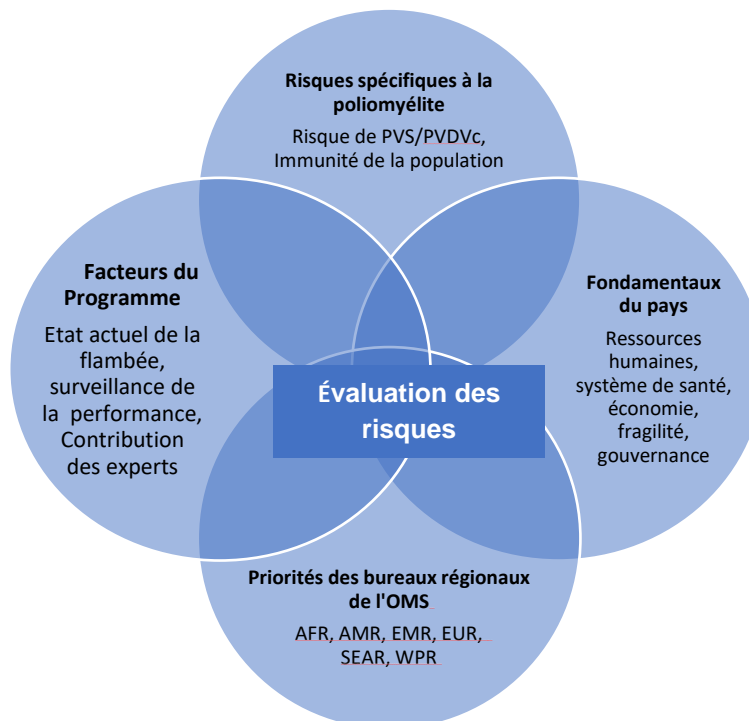 Risques spécifiques à la
poliomyélite
Risque de PVS/PVDVc,
Immunité de la population
Facteurs du
Programme
Etat actuel de la
flambée,
surveillance de
la performance,
Contribution
des experts
Fondamentaux
du pays
Ressources
humaines,
système de santé,
économie,
fragilité,
gouvernance
Évaluation des
risques
Priorités des bureaux régionaux
de l'OMS
AFR, AMR, EMR, EUR,
SEAR, WPR